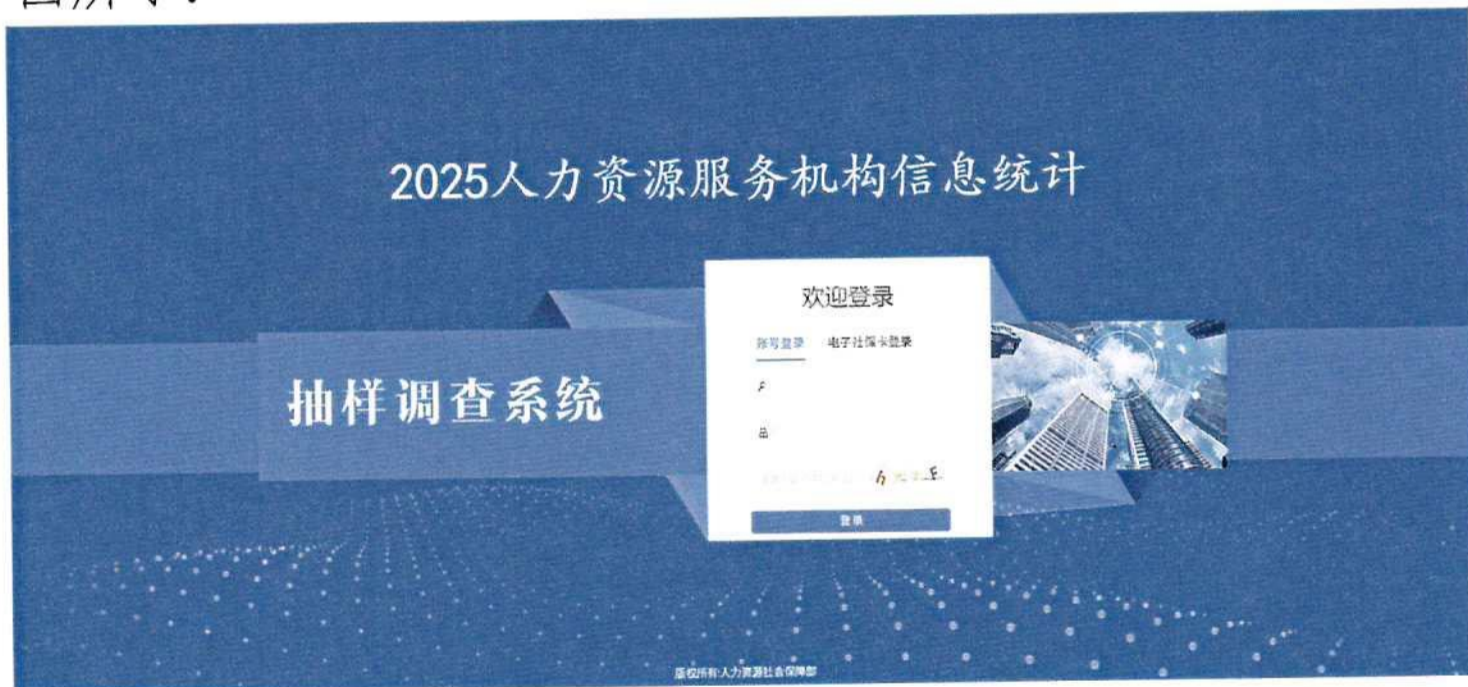 2025人力资源服务机构信息统计
欢迎登录
账号登录 电子社保卡登录
抽样调查系统
登录
版权所有:人力资源社会保障部